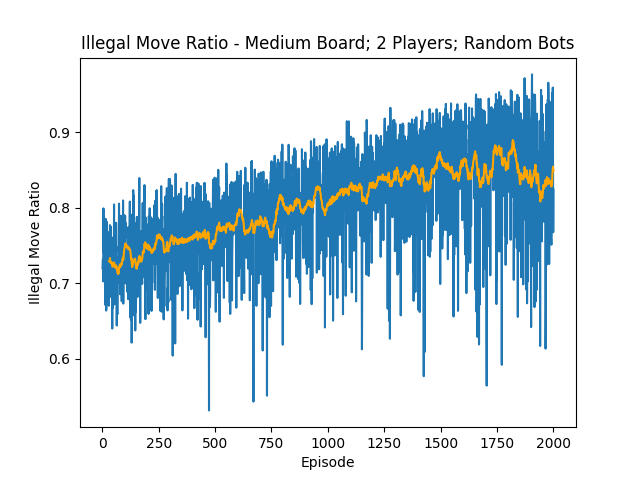 Illegal Move Ratio - Medium Board; 2 Players; Random Bots
Illegal Move Ratio
0.9
0.8
0.7
0.6
0 250 500 750 1000 1250 1500 1750 2000
Episode